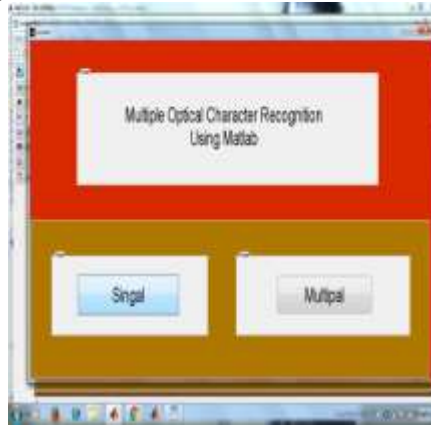 Multiple Optical Character Recognition
Using Matlab
Singal
Multipal